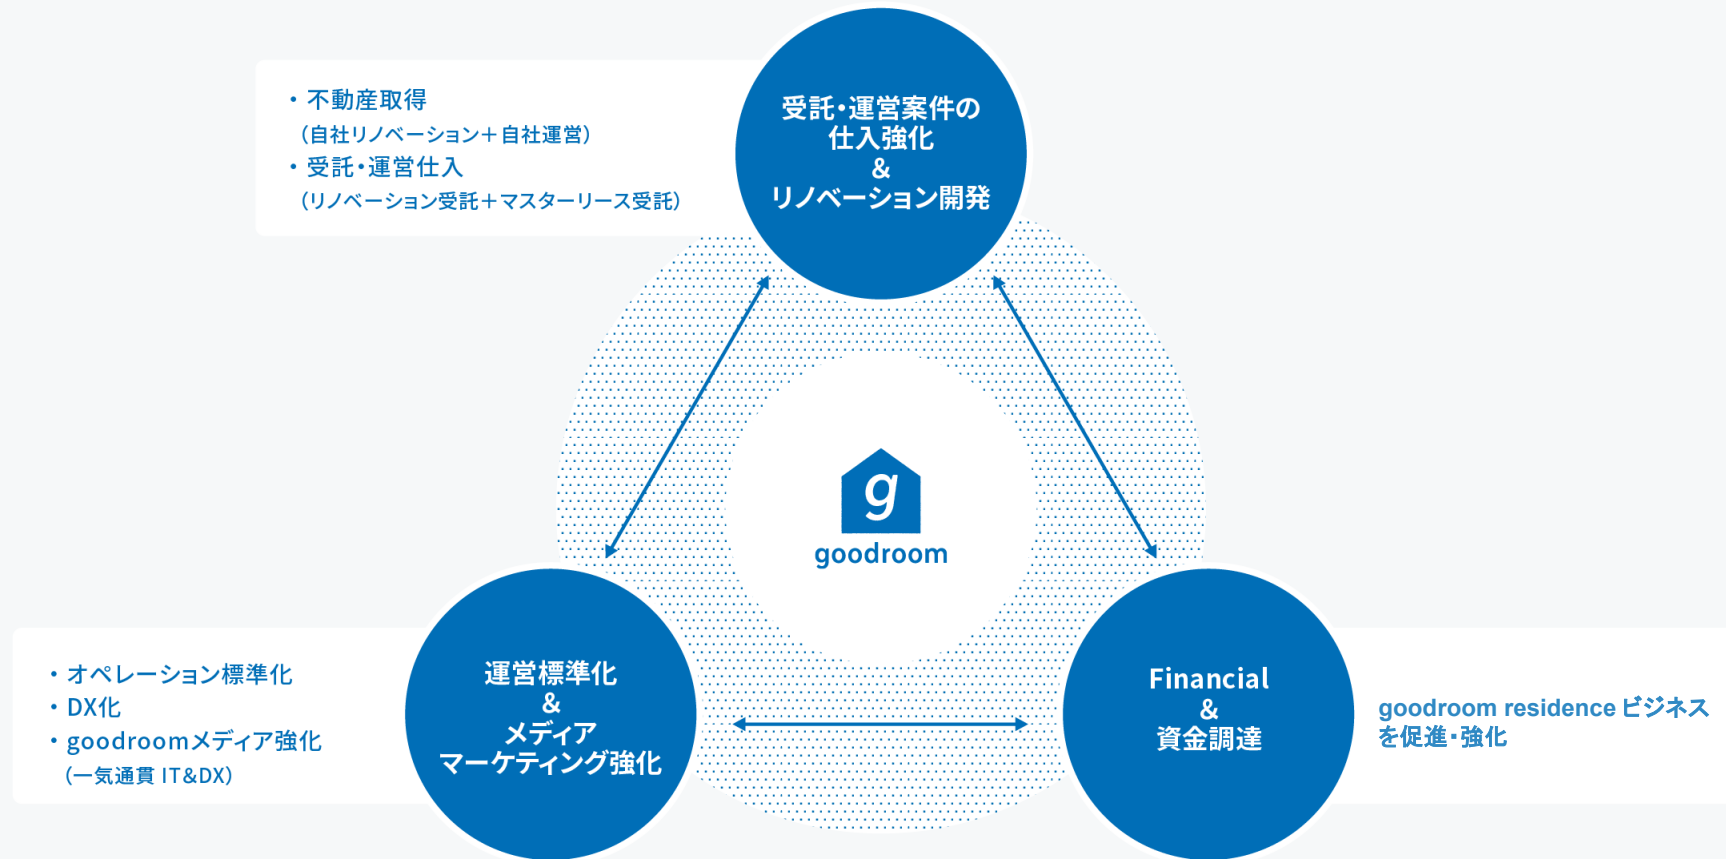 ・不動産取得
（自社リノベーション＋自社運営）
・受託・運営仕入
（リノベーション受託＋マスターリース受託）
受託・運営案件の
仕入強化
&
リノベーション開発
g
goodroom
・オペレーション標準化
・DX化
・goodroomメディア強化
（一気通貫 IT&DX）
運営標準化
&
メディア
マーケティング強化
Financial
&
資金調達
goodroom residence ビジネス
を促進・強化